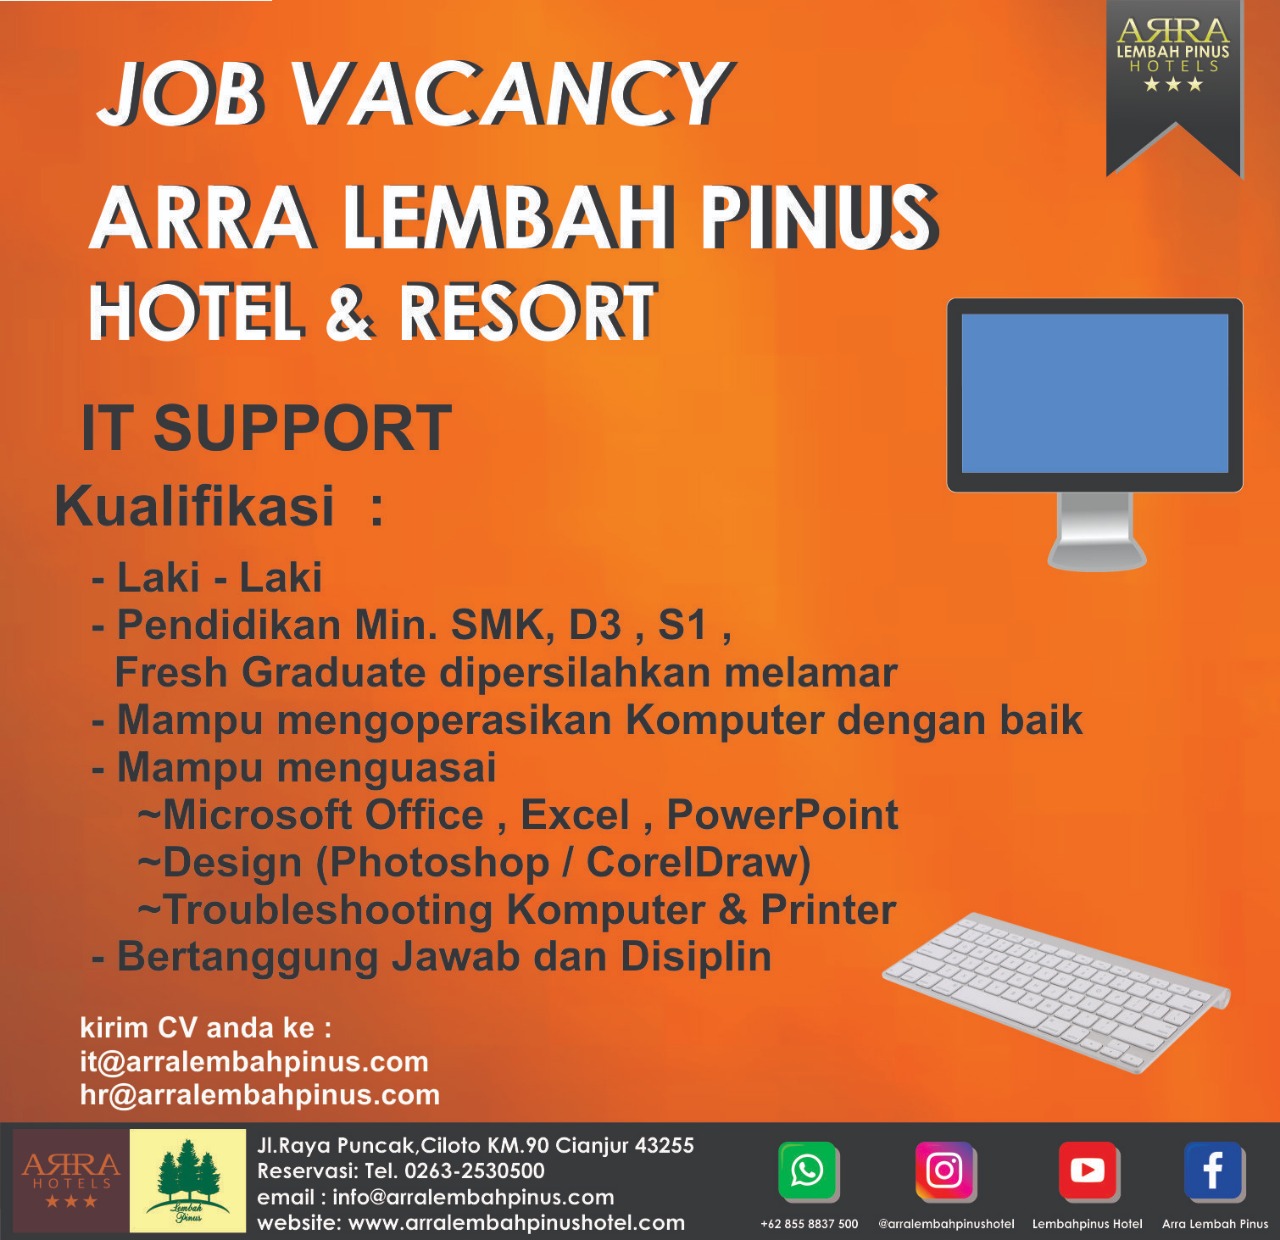 ARRA
LEMBAH PINUS
HOTELS
JOB VACANCY
ARRA LEMBAH PINUS
HOTEL & RESORT
IT SUPPORT
Kualifikasi :
- Laki - Laki
- Pendidikan Min. SMK, D3 , S1 ,
Fresh Graduate dipersilahkan melamar
- Mampu mengoperasikan Komputer dengan baik
- Mampu menguasai
~Microsoft Office , Excel , PowerPoint
~Design (Photoshop / CorelDraw)
~Troubleshooting Komputer & Printer
- Bertanggung Jawab dan Disiplin
kirim CV anda ke :
it@arralembahpinus.com
hr@arralembahpinus.com
ARRA
HOTELS
Lembah
Pinus
Jl.Raya Puncak,Ciloto KM.90 Cianjur 43255
Reservasi: Tel. 0263-2530500
email : info@arralembahpinus.com
website: www.arralembahpinushotel.com
+62 855 8837 500
@arralembahpinushotel
Lembahpinus Hotel
Arra Lembah Pinus